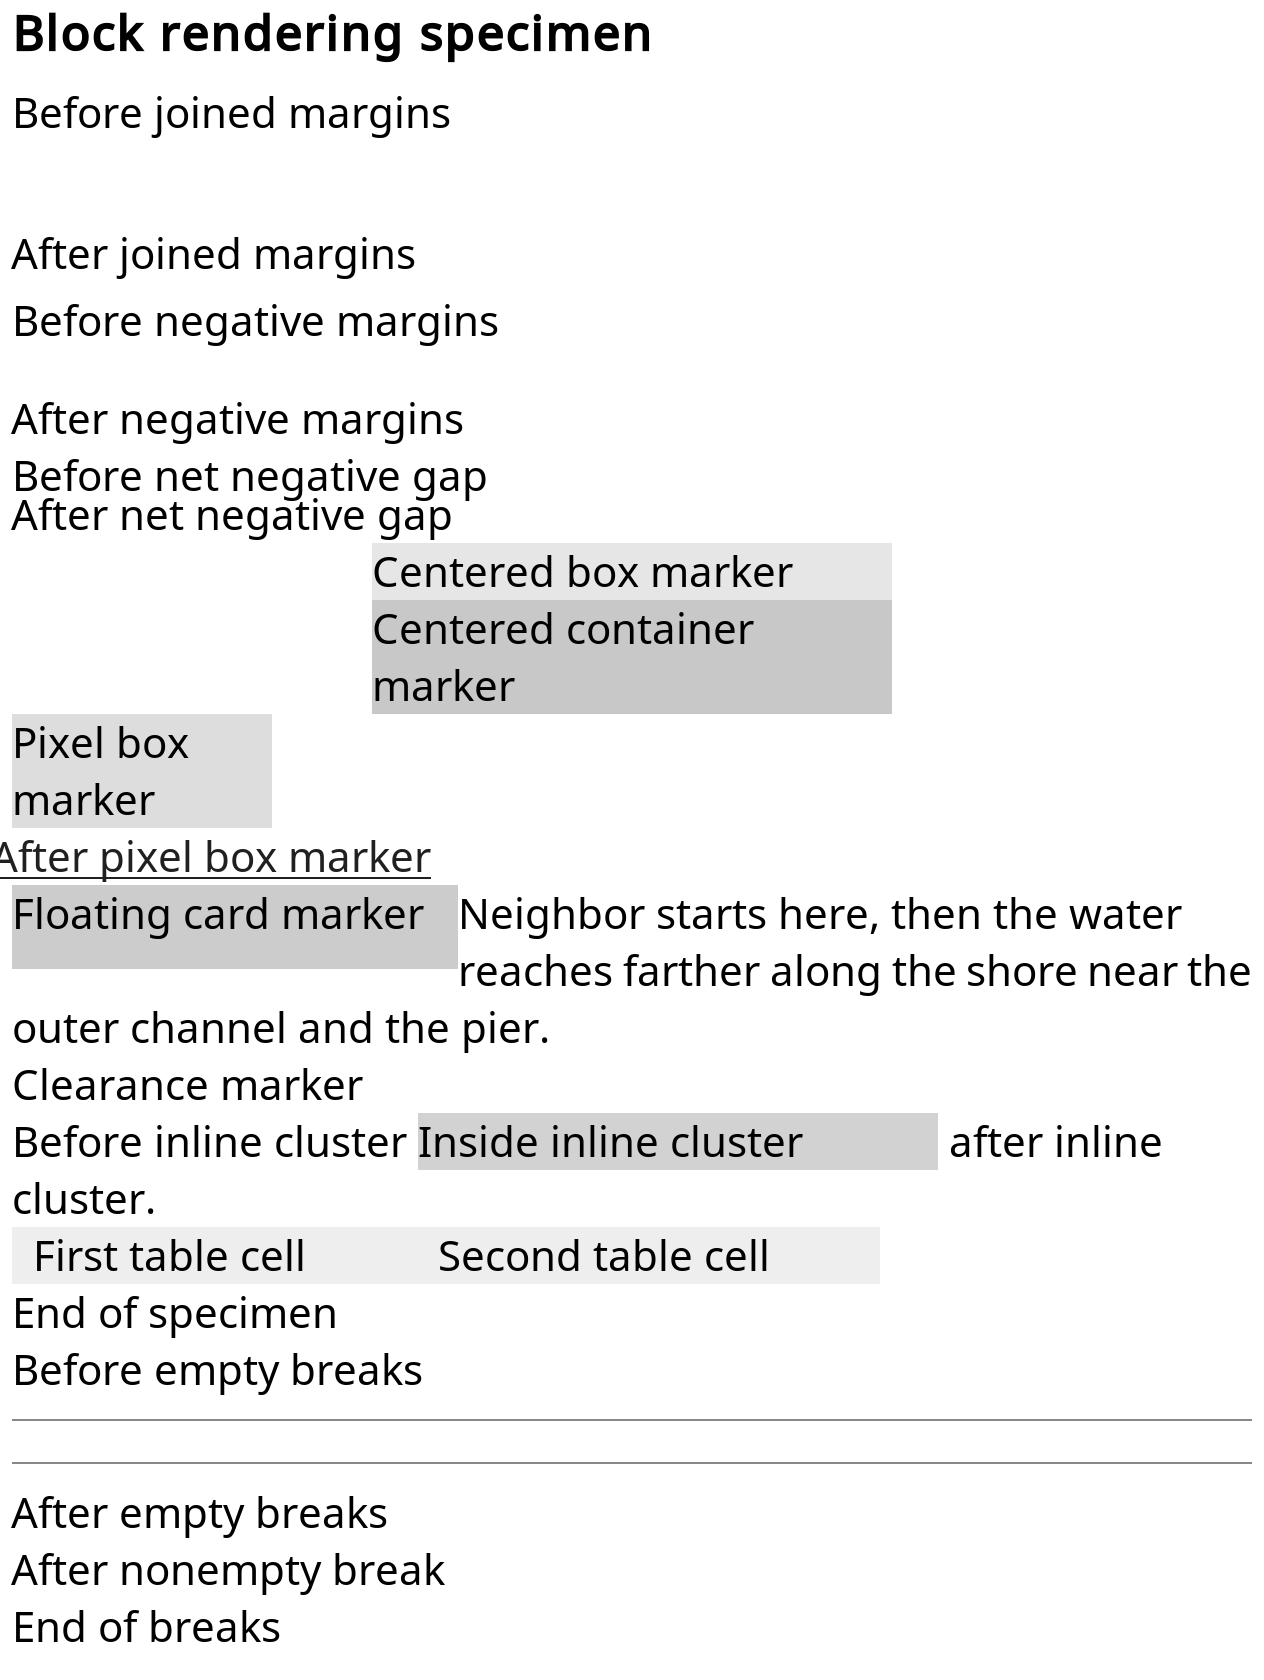 Block rendering specimen
Before joined margins
After joined margins
Before negative margins
After negative margins
Before net negative gap
After net negative gap
Centered box marker
Centered container
marker
Pixel box
marker
After pixel box marker
Floating card marker Neighbor starts here, then the water
reaches farther along the shore near the
outer channel and the pier.
Clearance marker
Before inline cluster Inside inline cluster after inline
cluster.
First table cell Second table cell
End of specimen
Before empty breaks
After empty breaks
After nonempty break
End of breaks